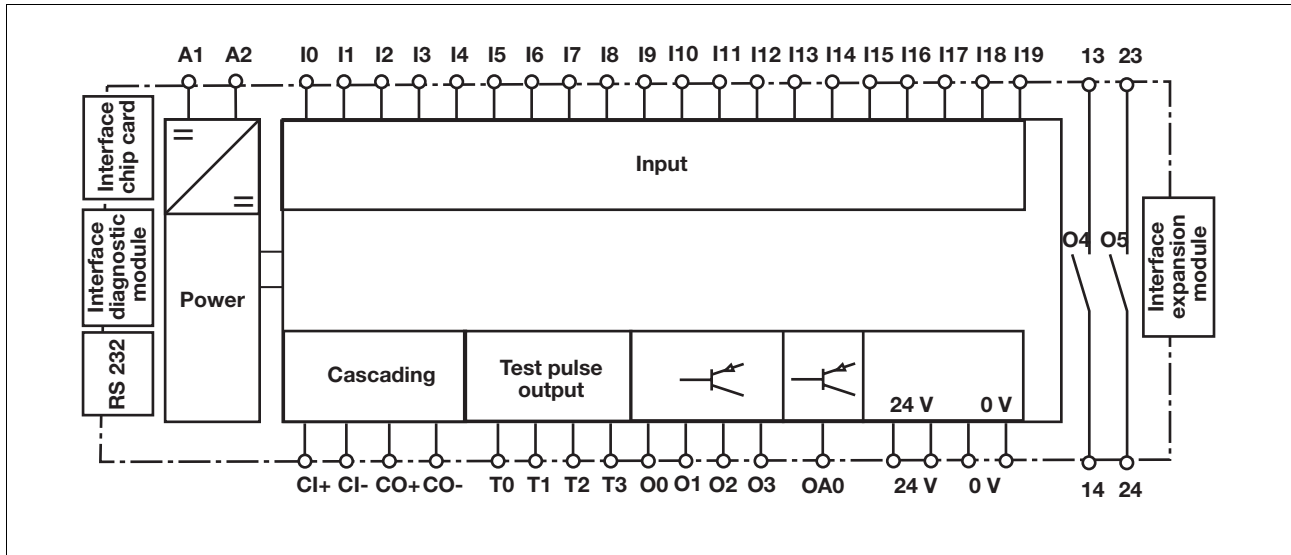 A1 A2 I0 I1 I2 I3 I4 I5 I6 I7 I8 I9 I10 I11 I12 I13 I14 I15 I16 I17 I18 I19 13 23
Interface
chip card
Interface
diagnostic
module
RS 232
Power
Input
O4 O5
Interface
expansion
module
Cascading
Test pulse
output
24 V 0 V
CI+ CI- CO+ CO- T0 T1 T2 T3 O0 O1 O2 O3 OA0 24 V 0 V 14 24